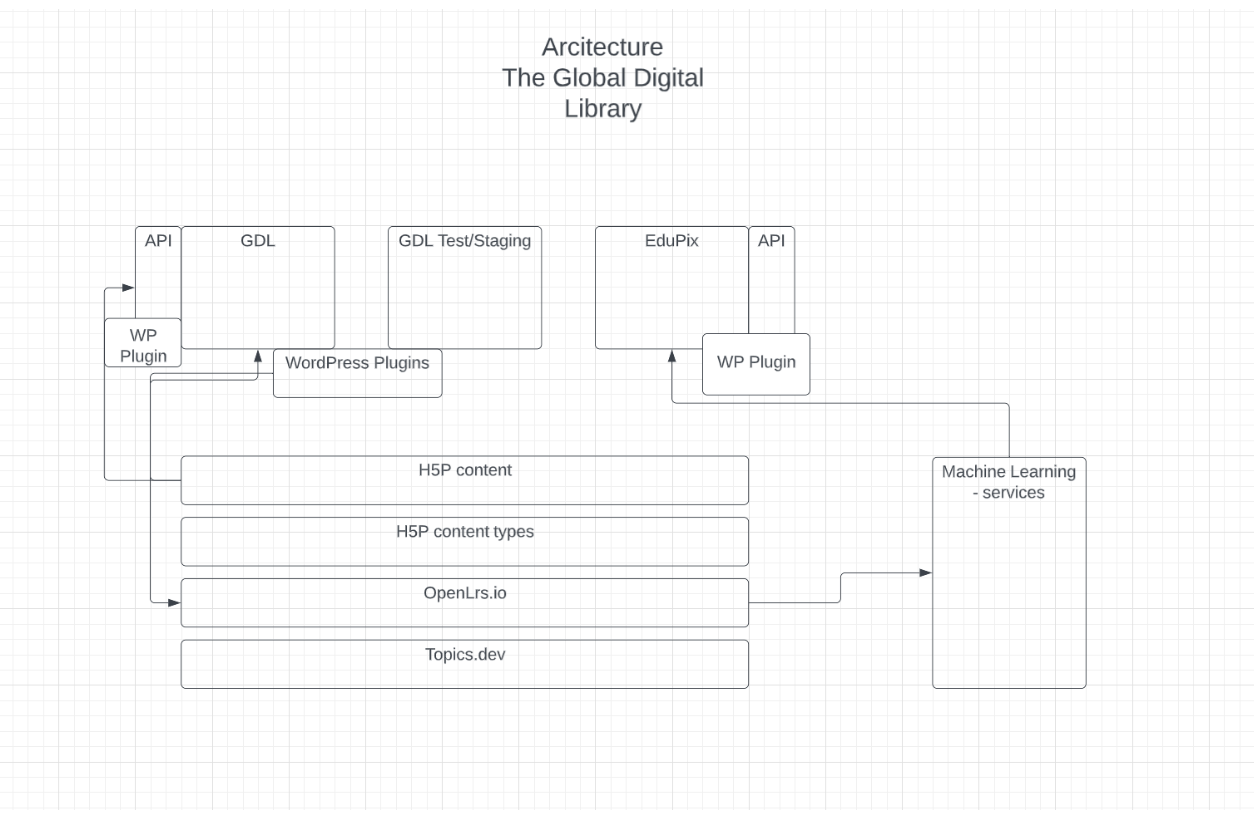 Arcitecture
The Global Digital
Library
API
GDL
GDL Test/Staging
EduPix
API
WP
Plugin
WordPress Plugins
WP Plugin
H5P content
Machine Learning
- services
H5P content types
OpenLrs.io
Topics.dev